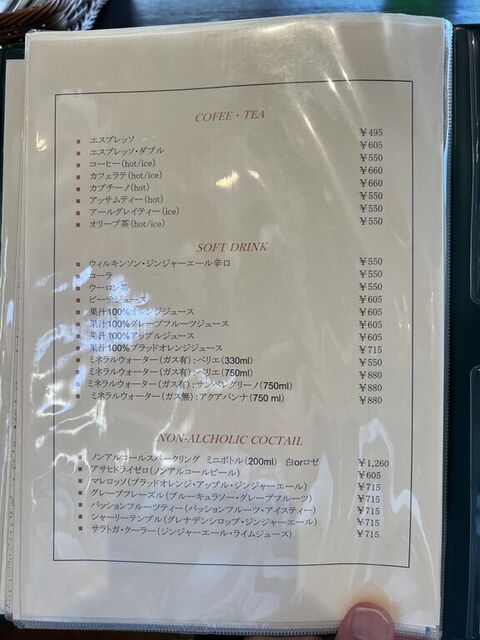 COFEE・TEA
エスプレッソ ¥495
エスプレッソ・ダブル ¥605
コーヒー(hot/ice) ¥550
カフェラテ(hot/ice) ¥660
カプチーノ(hot) ¥660
アッサムティー(hot) ¥550
アールグレイティー(ice) ¥550
オリーブ茶(hot/ice) ¥550
SOFT DRINK
ウィルキンソン・ジンジャーエール辛口 ¥550
コーラ ¥550
ウーロン茶 ¥550
ピーチジュース ¥605
果汁100%オレンジジュース ¥605
果汁100%グレープフルーツジュース ¥605
果汁100%アップルジュース ¥605
果汁100%ブラッドオレンジジュース ¥715
ミネラルウォーター(ガス有):ペリエ(330ml) ¥550
ミネラルウォーター(ガス有):ペリエ(750ml) ¥880
ミネラルウォーター(ガス有):サンペレグリーノ(750ml) ¥880
ミネラルウォーター(ガス無):アクアパンナ(750 ml) ¥880
NON-ALCHOLIC COCTAIL
ノンアルコールスパークリング ミニボトル(200ml) 白orロゼ ¥1,260
アサヒドライゼロ(ノンアルコールビール) ¥605
マレロッソ(ブラッドオレンジ・アップル・ジンジャーエール) ¥715
グレープフレーズル(ブルーキュラソー・グレープフルーツ) ¥715
パッションフルーツティー(パッションフルーツ・アイスティー) ¥715
シャーリーテンプル(グレナデンシロップ・ジンジャーエール) ¥715
サラトガ・クーラー(ジンジャーエール・ライムジュース) ¥715